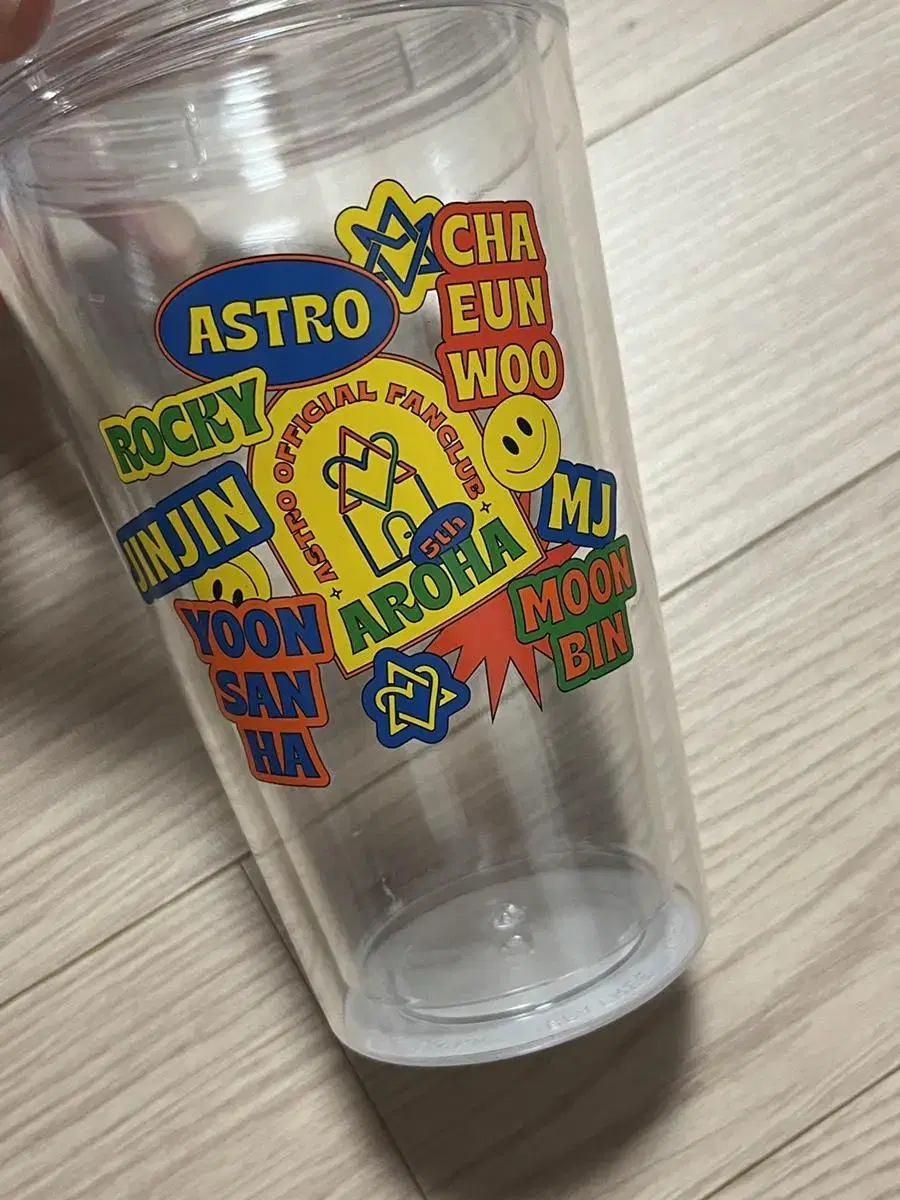 ASTRO
CHA
EUN
WOO
ROCKY
ASTRO OFFICIAL FANCLUB
JINJIN
MJ
5th
AROHA
MOON
BIN
YOON
SAN
HA